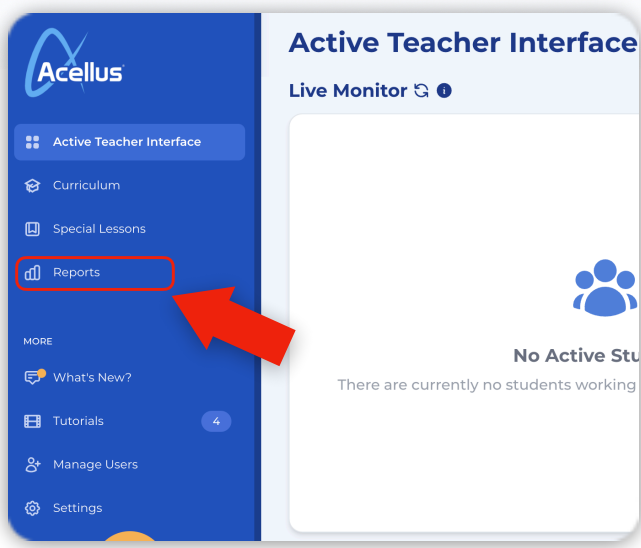 Acellus
Active Teacher Interface
Curriculum
Special Lessons
Reports
MORE
What's New?
Tutorials 4
Manage Users
Settings
Active Teacher Interface
Live Monitor
No Active Stu
There are currently no students working